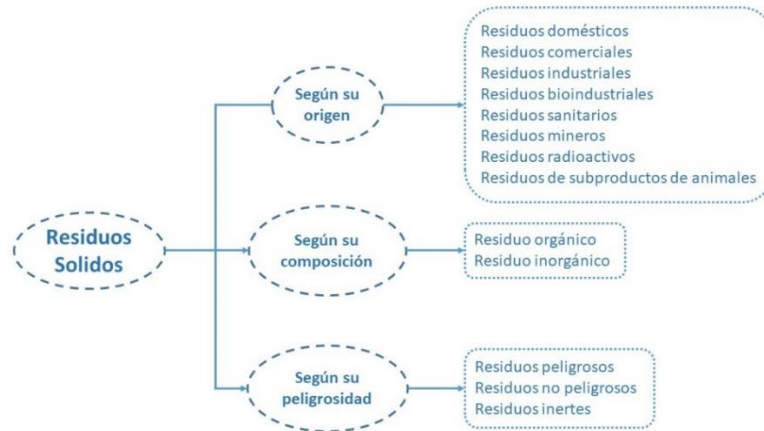 Residuos
Solidos
Según su
origen
Residuos domésticos
Residuos comerciales
Residuos industriales
Residuos bioindustriales
Residuos sanitarios
Residuos mineros
Residuos radioactivos
Residuos de subproductos de animales
Según su
composición
Residuo orgánico
Residuo inorgánico
Según su
peligrosidad
Residuos peligrosos
Residuos no peligrosos
Residuos inertes